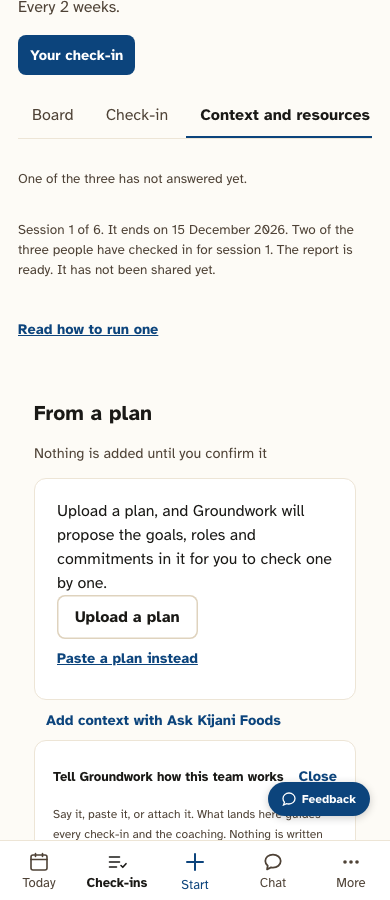 Every 2 weeks.
Your check-in
Board Check-in Context and resources
One of the three has not answered yet.
Session 1 of 6. It ends on 15 December 2026. Two of the
three people have checked in for session 1. The report is
ready. It has not been shared yet.
Read how to run one
From a plan
Nothing is added until you confirm it
Upload a plan, and Groundwork will
propose the goals, roles and
commitments in it for you to check one
by one.
Upload a plan
Paste a plan instead
Add context with Ask Kijani Foods
Tell Groundwork how this team works Close
Feedback
Say it, paste it, or attach it. What lands here guides
every check-in and the coaching. Nothing is written
Today Check-ins Start Chat More